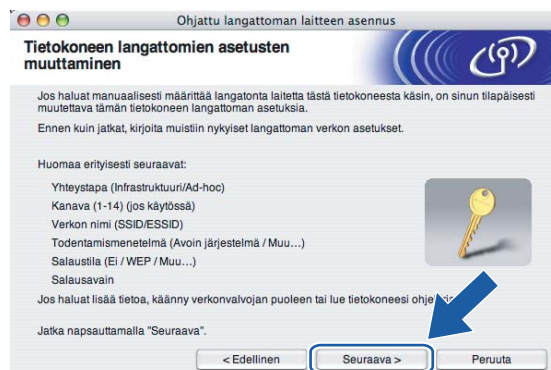 Ohjattu langattoman laitteen asennus
Tietokoneen langattomien asetusten
muuttaminen
Jos haluat manuaalisesti määrittää langatonta laitetta tästä tietokoneesta käsin, on sinun tilapäisesti
muutettava tämän tietokoneen langattoman asetuksia.
Ennen kuin jatkat, kirjoita muistiin nykyiset langattoman verkon asetukset.
Huomaa erityisesti seuraavat:
Yhteystapa (Infrastruktuuri/Ad-hoc)
Kanava (1-14) (jos käytössä)
Verkon nimi (SSID/ESSID)
Todentamismenetelmä (Avoin järjestelmä / Muu...)
Salaustila (Ei / WEP / Muu...)
Salausavain
Jos haluat lisää tietoa, käänny verkonvalvojan puoleen tai lue tietokoneesi
Jatka napsauttamalla "Seuraava".
< Edellinen
Seuraava >
Peruuta